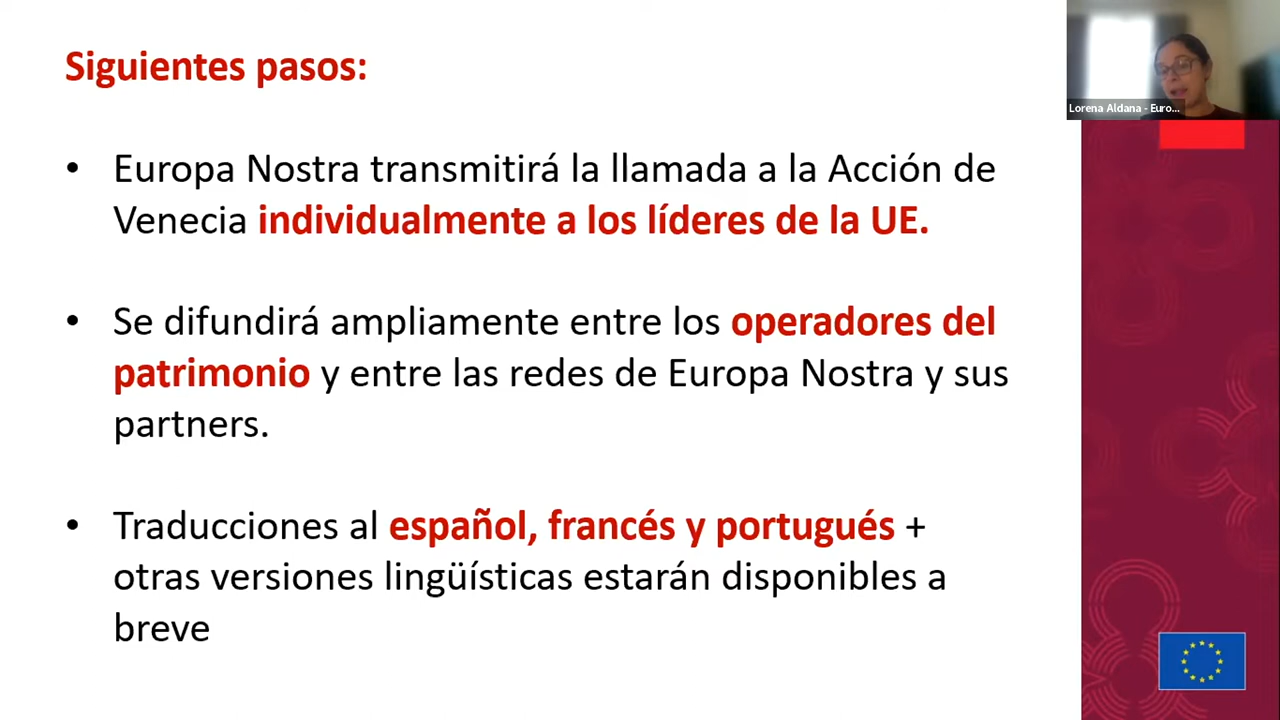 Siguientes pasos:
Lorena Aldana - Euro...
• Europa Nostra transmitirá la llamada a la Acción de
Venecia individualmente a los líderes de la UE.
• Se difundirá ampliamente entre los operadores del
patrimonio y entre las redes de Europa Nostra y sus
partners.
• Traducciones al español, francés y portugués +
otras versiones lingüísticas estarán disponibles a
breve